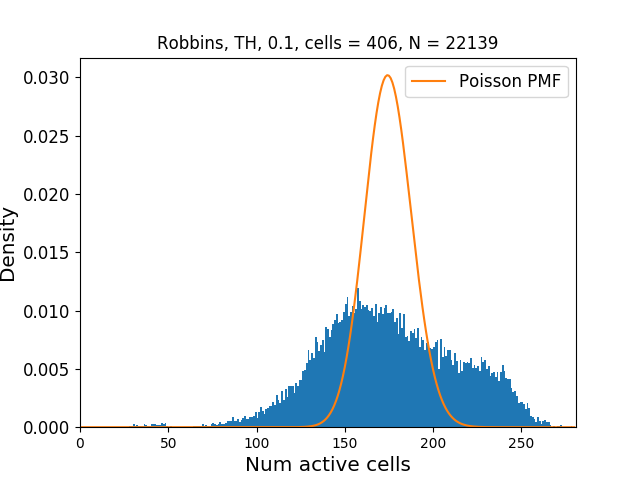 Robbins, TH, 0.1, cells = 406, N = 22139
Poisson PMF
0.030
0.025
0.020
0.015
0.010
0.005
0.000
Density
0 50 100 150 200 250
Num active cells